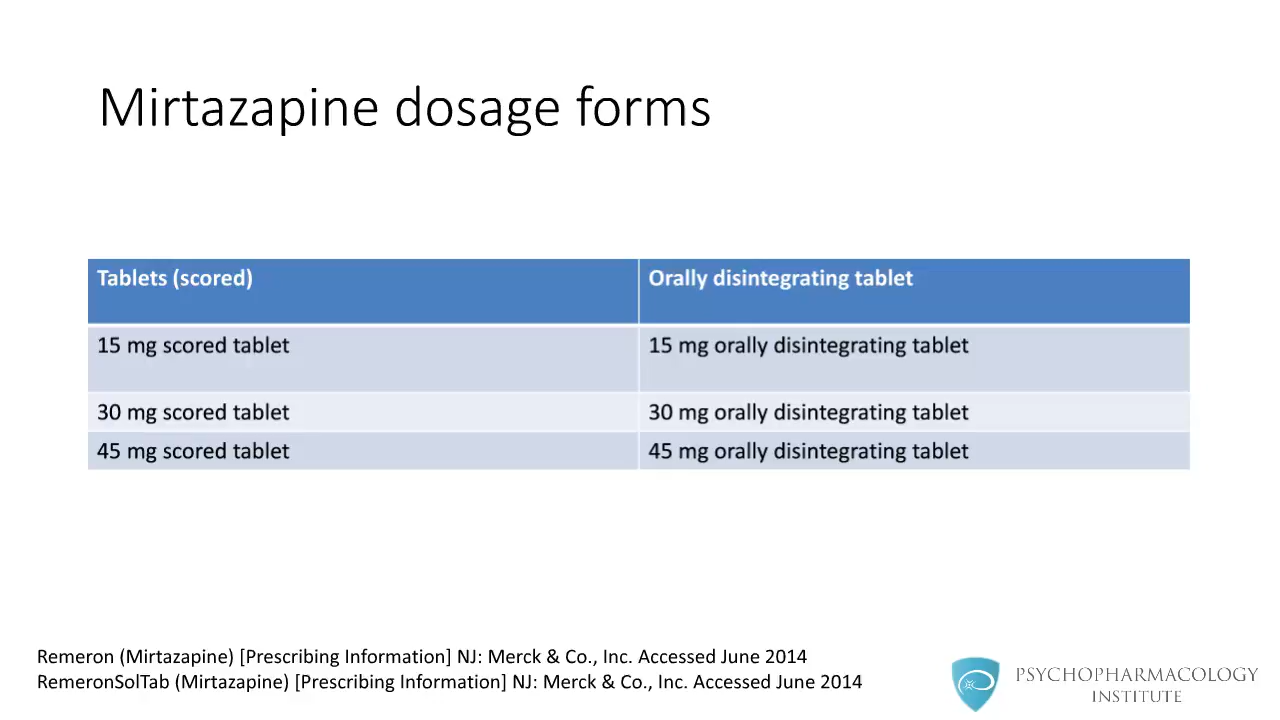 Mirtazapine dosage forms
Tablets (scored)
Orally disintegrating tablet
15 mg scored tablet
15 mg orally disintegrating tablet
30 mg scored tablet
30 mg orally disintegrating tablet
45 mg scored tablet
45 mg orally disintegrating tablet
Remeron (Mirtazapine) [Prescribing Information] NJ: Merck & Co., Inc. Accessed June 2014
RemeronSolTab (Mirtazapine) [Prescribing Information] NJ: Merck & Co., Inc. Accessed June 2014
PSYCHOPHARMACOLOGY
INSTITUTE